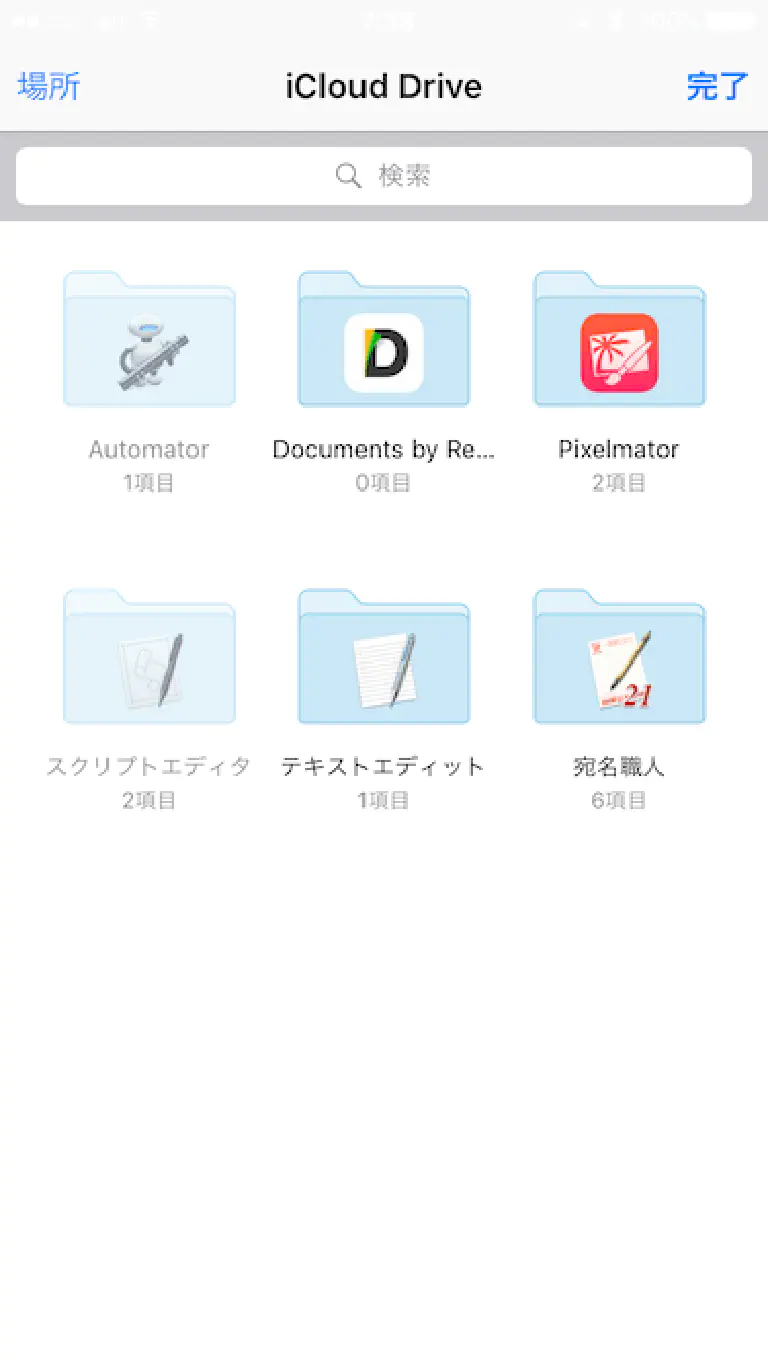 場所 iCloud Drive 完了
検索
Automator Documents by Re... Pixelmator
1項目 0項目 2項目
21
スクリプトエディタ テキストエディット 宛名職人
2項目 1項目 6項目